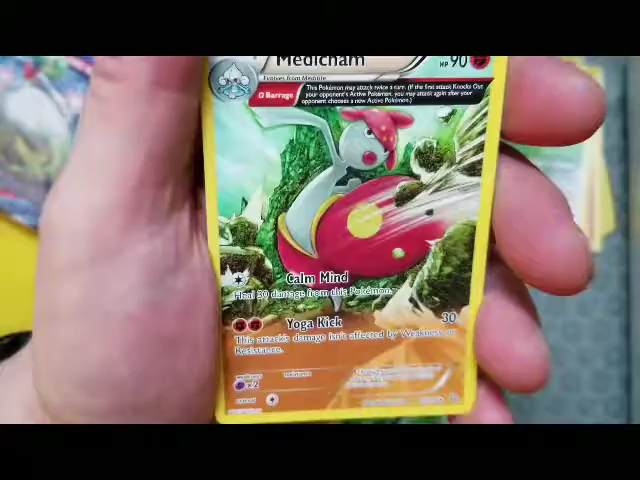 Medicham
HP 90
Evolves from Meditite
Ω Barrage
This Pokémon may attack twice a turn. (If the first attack Knocks Out
your opponent's Active Pokémon, you may attack again after your
opponent chooses a new Active Pokémon.)
Calm Mind
Heal 30 damage from this Pokémon.
Yoga Kick 30
This attack's damage isn't affected by Weakness or
Resistance.
×2